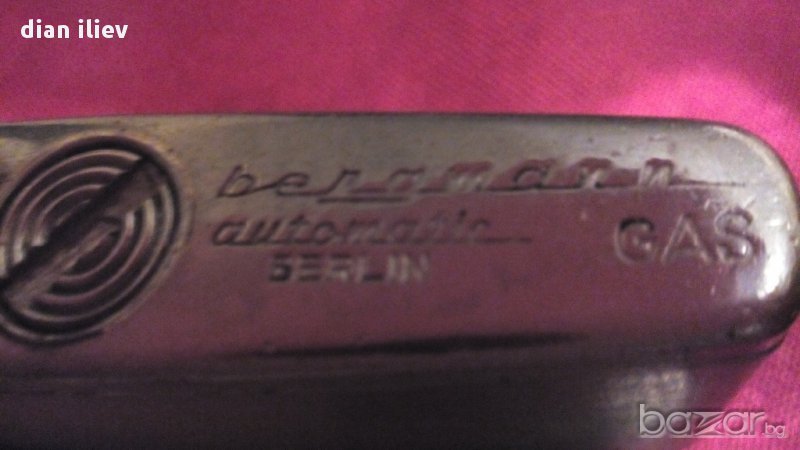 dian iliev
bergmann
automatic
GAS
BERLIN
bazar.bg